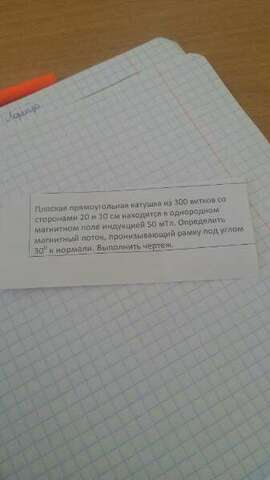 Плоская прямоугольная катушка из 300 витков со
сторонами 20 и 30 см находится в однородном
магнитном поле индукцией 50 мТл. Определить
магнитный поток, пронизывающий рамку под углом
30⁰ к нормали. Выполнить чертеж.